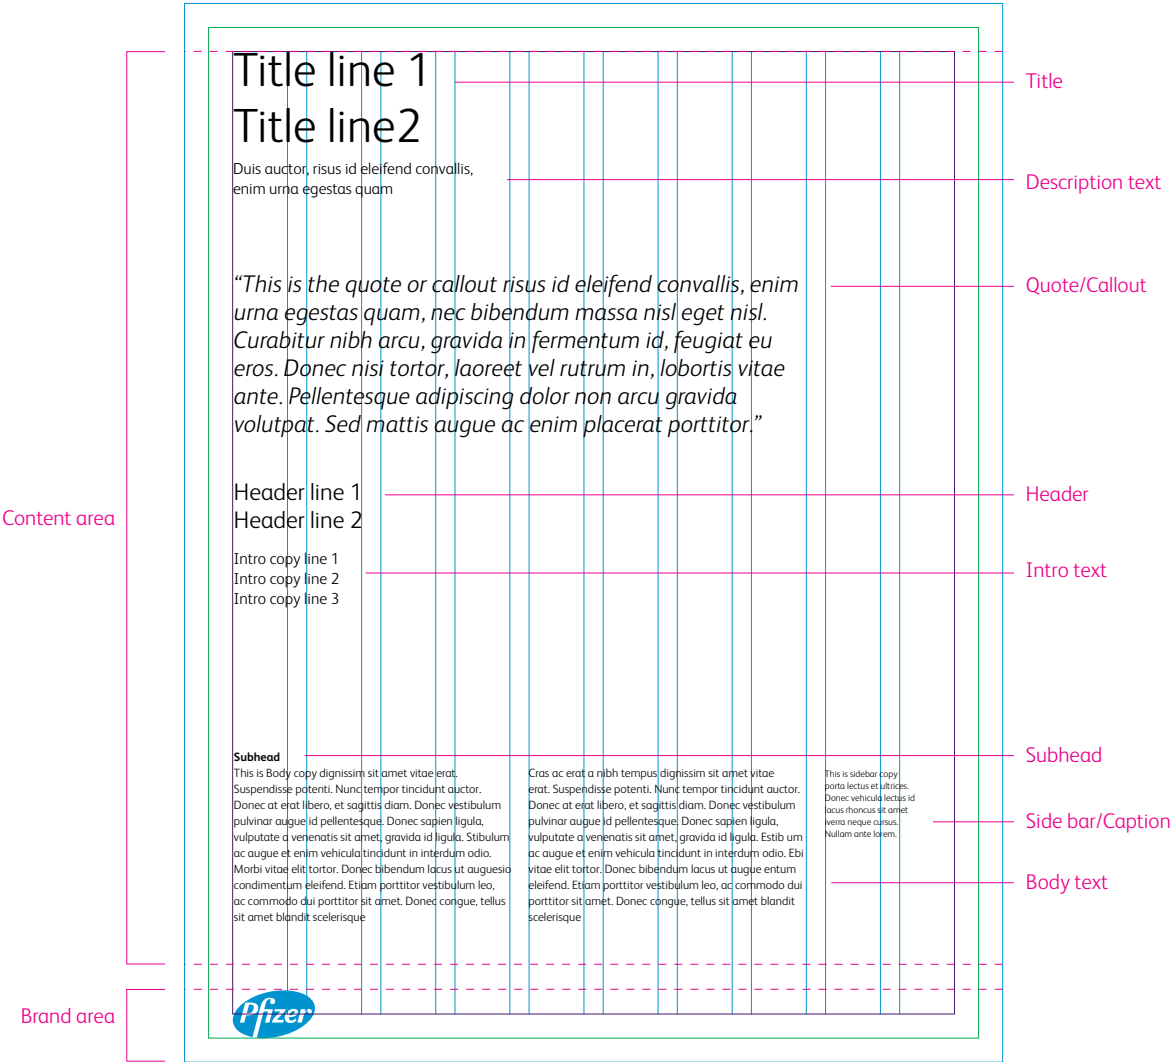 Title line 1
Title line2
Duis auctor, risus id eleifend convallis,
enim urna egestas quam
“This is the quote or callout risus id eleifend convallis, enim
urna egestas quam, nec bibendum massa nisl eget nisl.
Curabitur nibh arcu, gravida in fermentum id, feugiat eu
eros. Donec nisi tortor, laoreet vel rutrum in, lobortis vitae
ante. Pellentesque adipiscing dolor non arcu gravida
volutpat. Sed mattis augue ac enim placerat porttitor.”
Header line 1
Header line 2
Intro copy line 1
Intro copy line 2
Intro copy line 3
Subhead
This is Body copy dignissim sit amet vitae erat.
Suspendisse potenti. Nunc tempor tincidunt auctor.
Donec at erat libero, et sagittis diam. Donec vestibulum
pulvinar augue id pellentesque. Donec sapien ligula,
vulputate a venenatis sit amet, gravida id ligula. Stibulum
ac augue et enim vehicula tincidunt in interdum odio.
Morbi vitae elit tortor. Donec bibendum lacus ut auguesio
condimentum eleifend. Etiam porttitor vestibulum leo,
ac commodo dui porttitor sit amet. Donec congue, tellus
sit amet blandit scelerisque
Cras ac erat a nibh tempus dignissim sit amet vitae
erat. Suspendisse potenti. Nunc tempor tincidunt auctor.
Donec at erat libero, et sagittis diam. Donec vestibulum
pulvinar augue id pellentesque. Donec sapien ligula,
vulputate a venenatis sit amet, gravida id ligula. Estib um
ac augue et enim vehicula tincidunt in interdum odio. Ebi
vitae elit tortor. Donec bibendum lacus ut augue entum
eleifend. Etiam porttitor vestibulum leo, ac commodo dui
porttitor sit amet. Donec congue, tellus sit amet blandit
scelerisque
This is sidebar copy
porta lectus et ultrices.
Donec vehicula lectus id
lacus rhoncus sit amet
iverra neque cursus.
Nullam ante lorem.
Pfizer
Content area
Brand area
Title
Description text
Quote/Callout
Header
Intro text
Subhead
Side bar/Caption
Body text